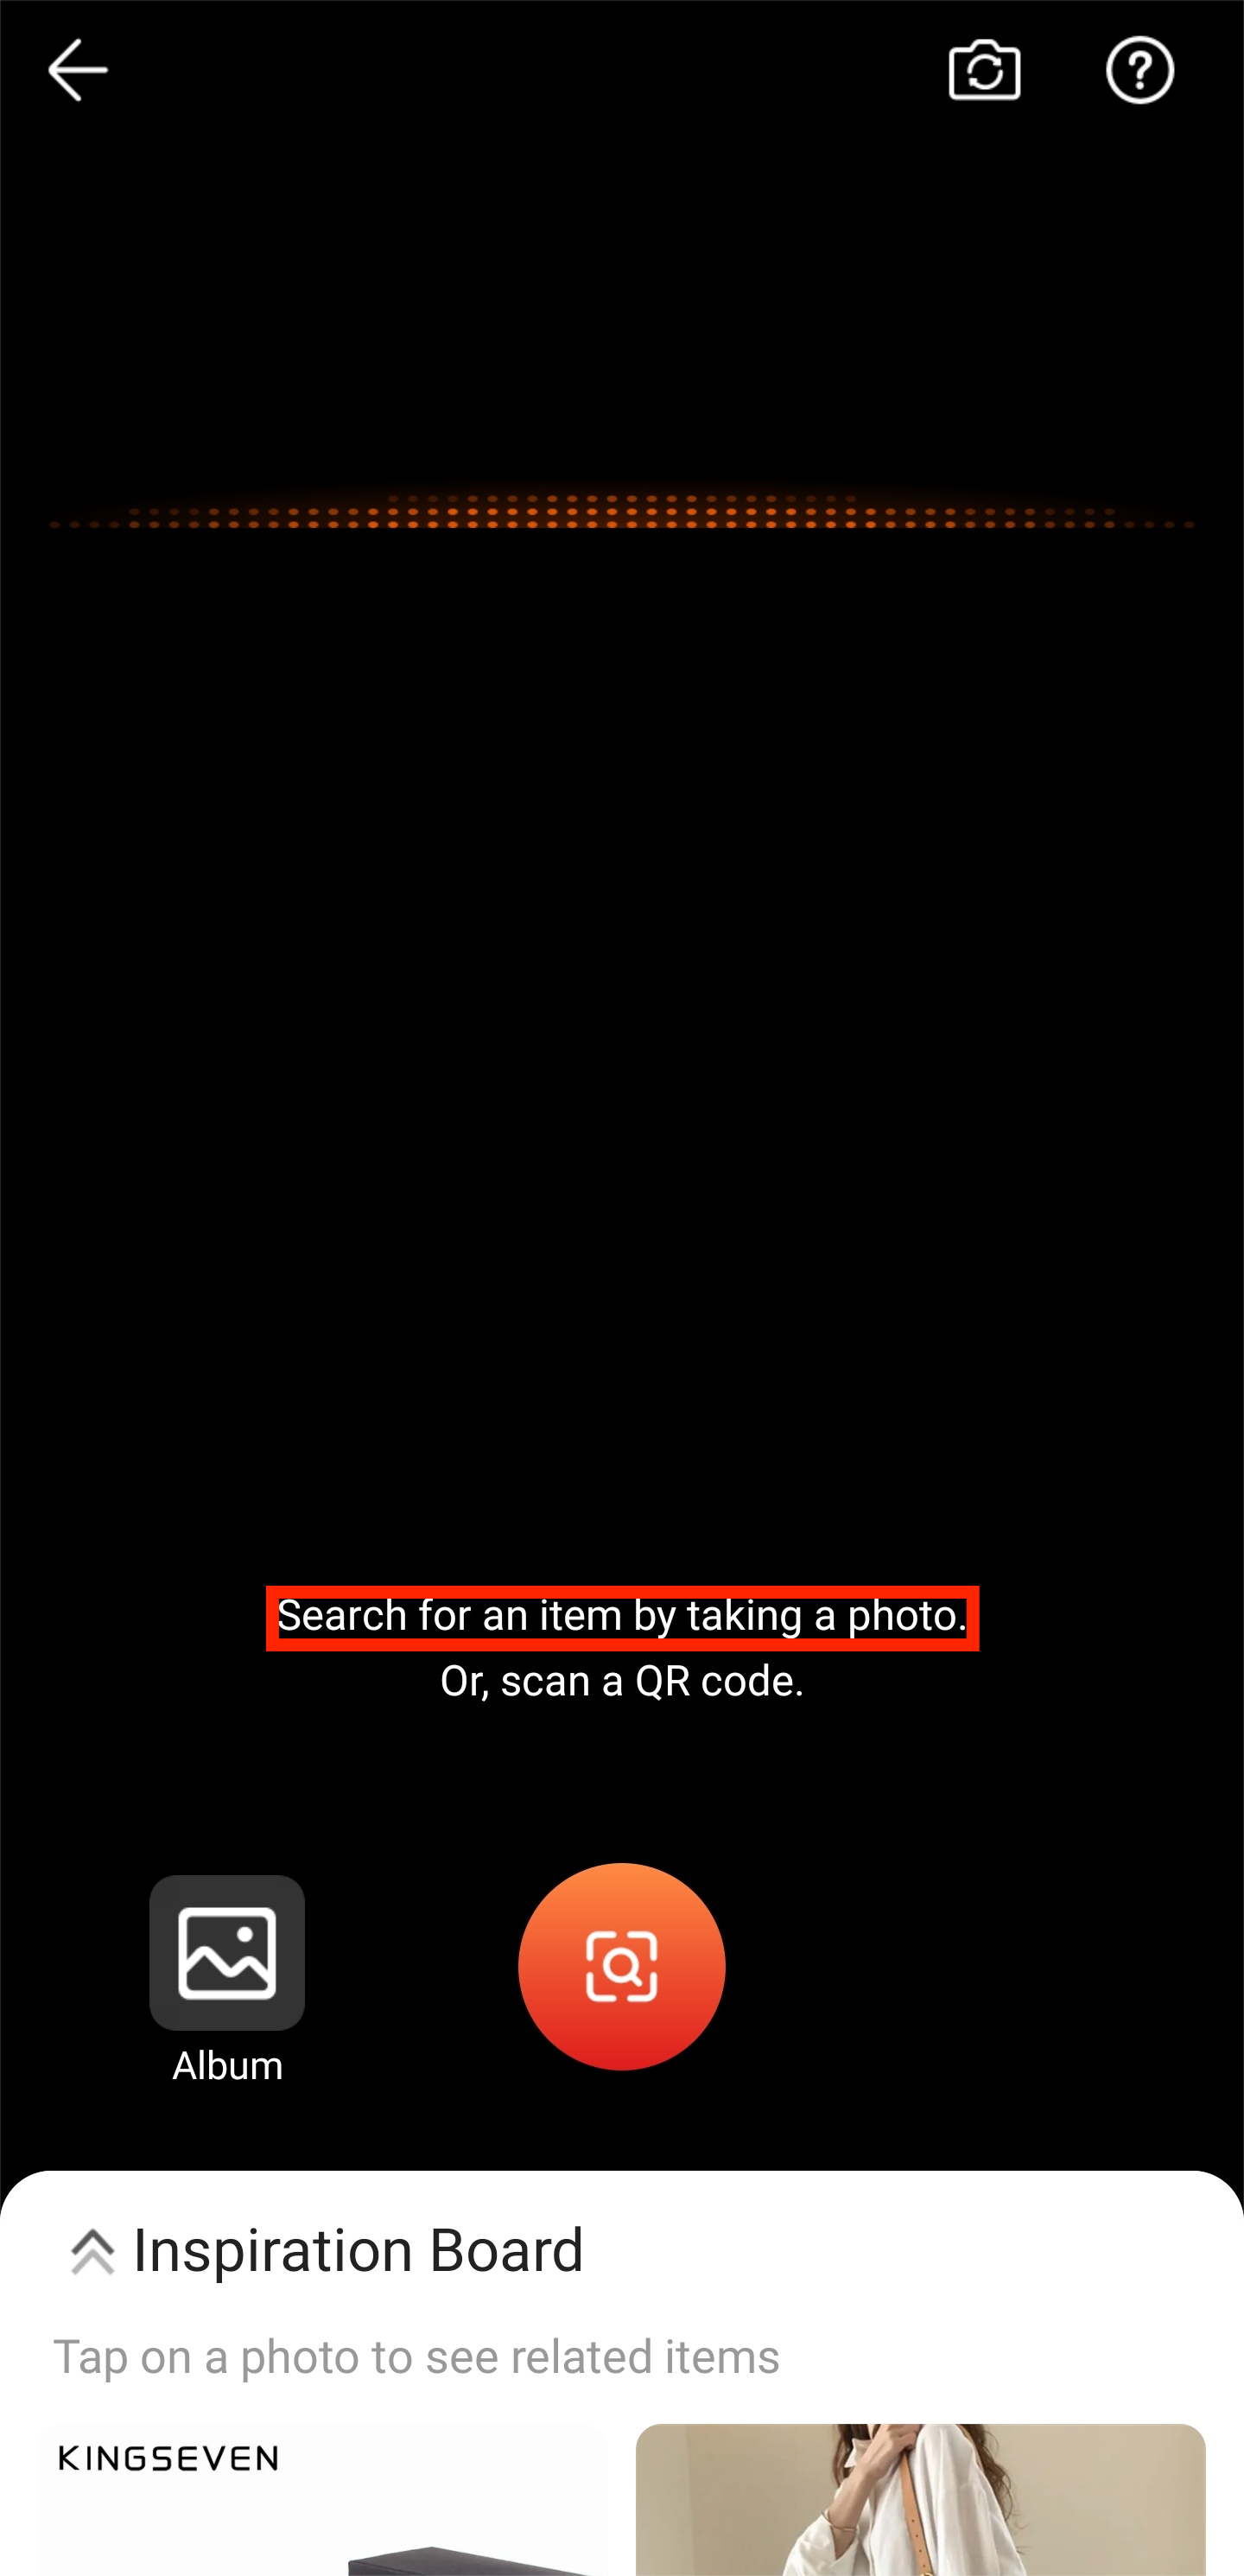 Search for an item by taking a photo.
Or, scan a QR code.
Album
Inspiration Board
Tap on a photo to see related items
KINGSEVEN